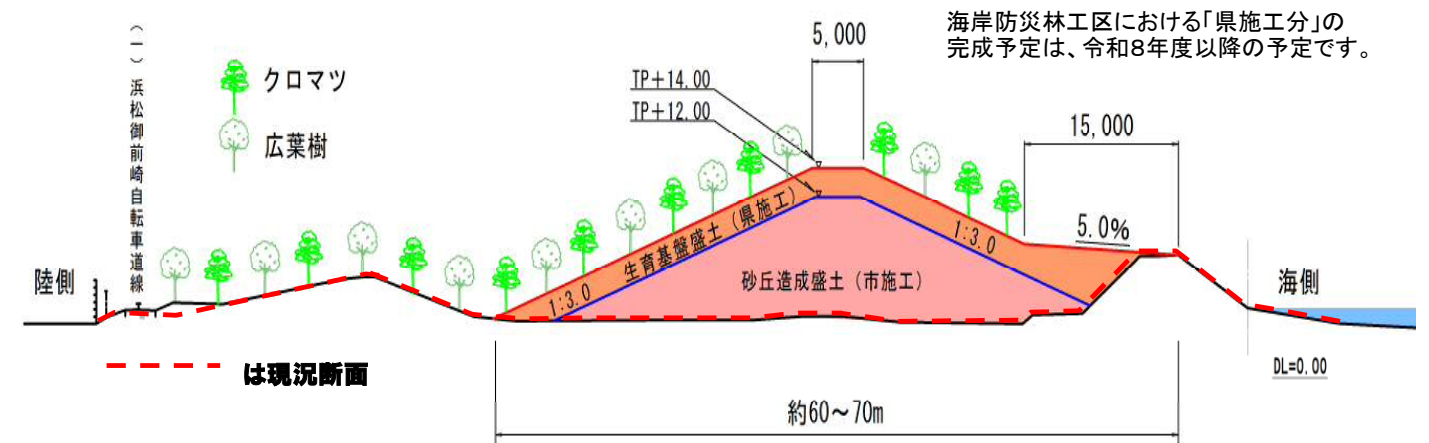 海岸防災林工区における「県施工分」の
完成予定は、令和8年度以降の予定です。
(一)浜松御前崎自転車道線
クロマツ
広葉樹
5,000
TP+14.00
TP+12.00
15,000
5.0%
1:3.0
生育基盤盛土(県施工)
1:3.0
砂丘造成盛土(市施工)
陸側
海側
は現況断面
DL=0.00
約60~70m